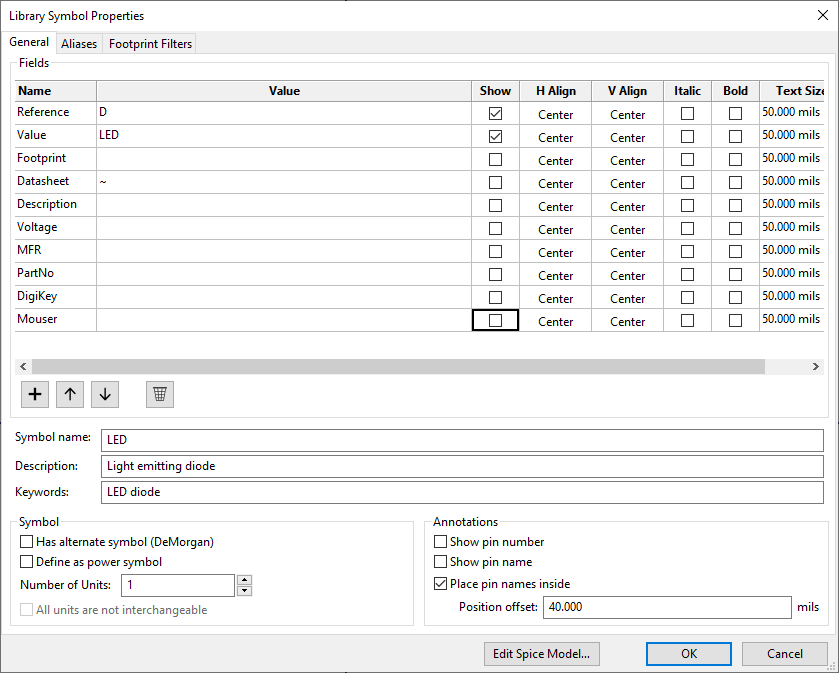 Library Symbol Properties
General Aliases Footprint Filters
Fields
Name Value Show H Align V Align Italic Bold Text Size
Reference D Center Center 50.000 mils
Value LED Center Center 50.000 mils
Footprint Center Center 50.000 mils
Datasheet ~ Center Center 50.000 mils
Description Center Center 50.000 mils
Voltage Center Center 50.000 mils
MFR Center Center 50.000 mils
PartNo Center Center 50.000 mils
DigiKey Center Center 50.000 mils
Mouser Center Center 50.000 mils
Symbol name: LED
Description: Light emitting diode
Keywords: LED diode
Symbol
Has alternate symbol (DeMorgan)
Define as power symbol
Number of Units: 1
All units are not interchangeable
Annotations
Show pin number
Show pin name
Place pin names inside
Position offset: 40.000 mils
Edit Spice Model... OK Cancel